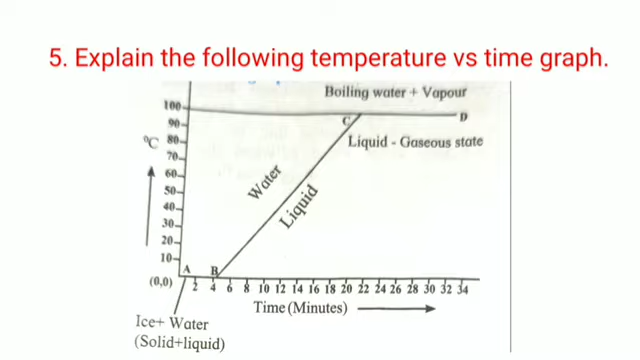 5. Explain the following temperature vs time graph.
Boiling water + Vapour
100
C
D
90
°C
80
Liquid - Gaseous state
70
60
Water
50
Liquid
40
30
20
10
A
B
(0,0)
2 4 6 8 10 12 14 16 18 20 22 24 26 28 30 32 34
Time (Minutes)
Ice+ Water
(Solid+liquid)